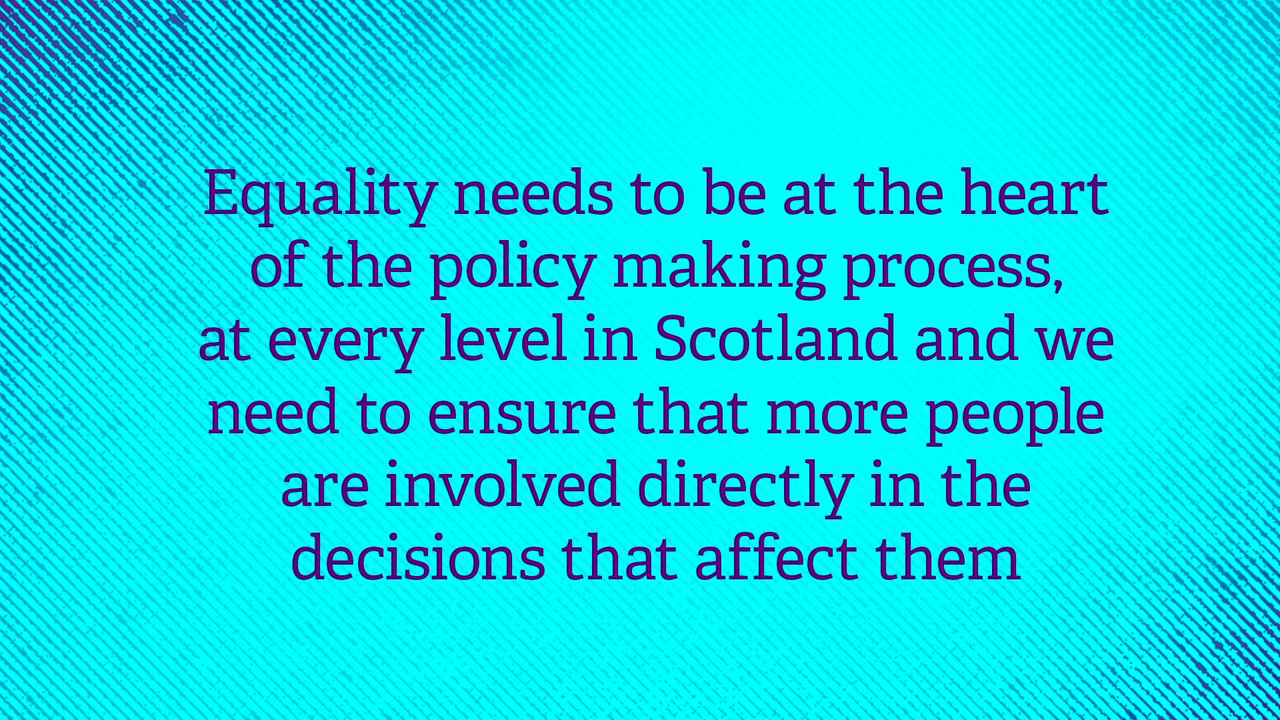 Equality needs to be at the heart
of the policy making process,
at every level in Scotland and we
need to ensure that more people
are involved directly in the
decisions that affect them